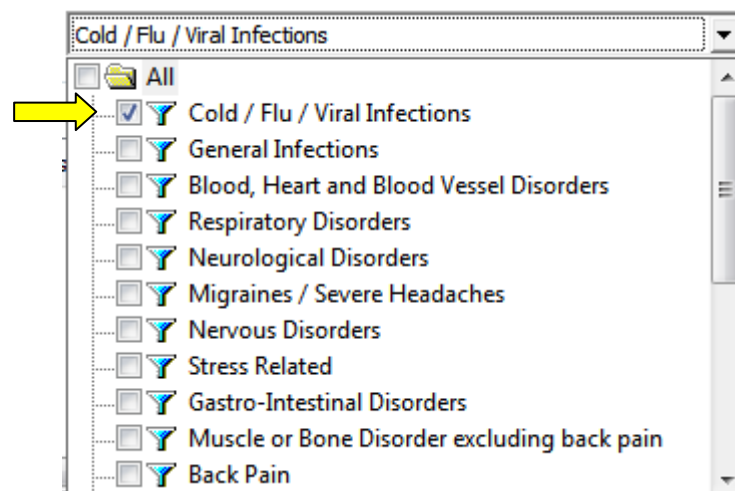 Cold / Flu / Viral Infections
All
Cold / Flu / Viral Infections
General Infections
Blood, Heart and Blood Vessel Disorders
Respiratory Disorders
Neurological Disorders
Migraines / Severe Headaches
Nervous Disorders
Stress Related
Gastro-Intestinal Disorders
Muscle or Bone Disorder excluding back pain
Back Pain